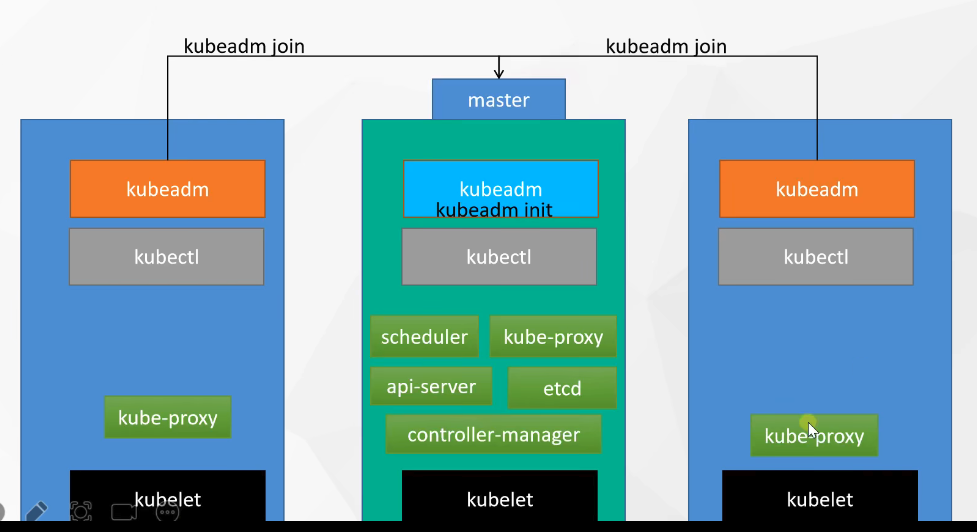 kubeadm join
kubeadm join
master
kubeadm
kubeadm
kubeadm init
kubeadm
kubectl
kubectl
kubectl
scheduler
kube-proxy
api-server
etcd
kube-proxy
controller-manager
kube-proxy
kubelet
kubelet
kubelet